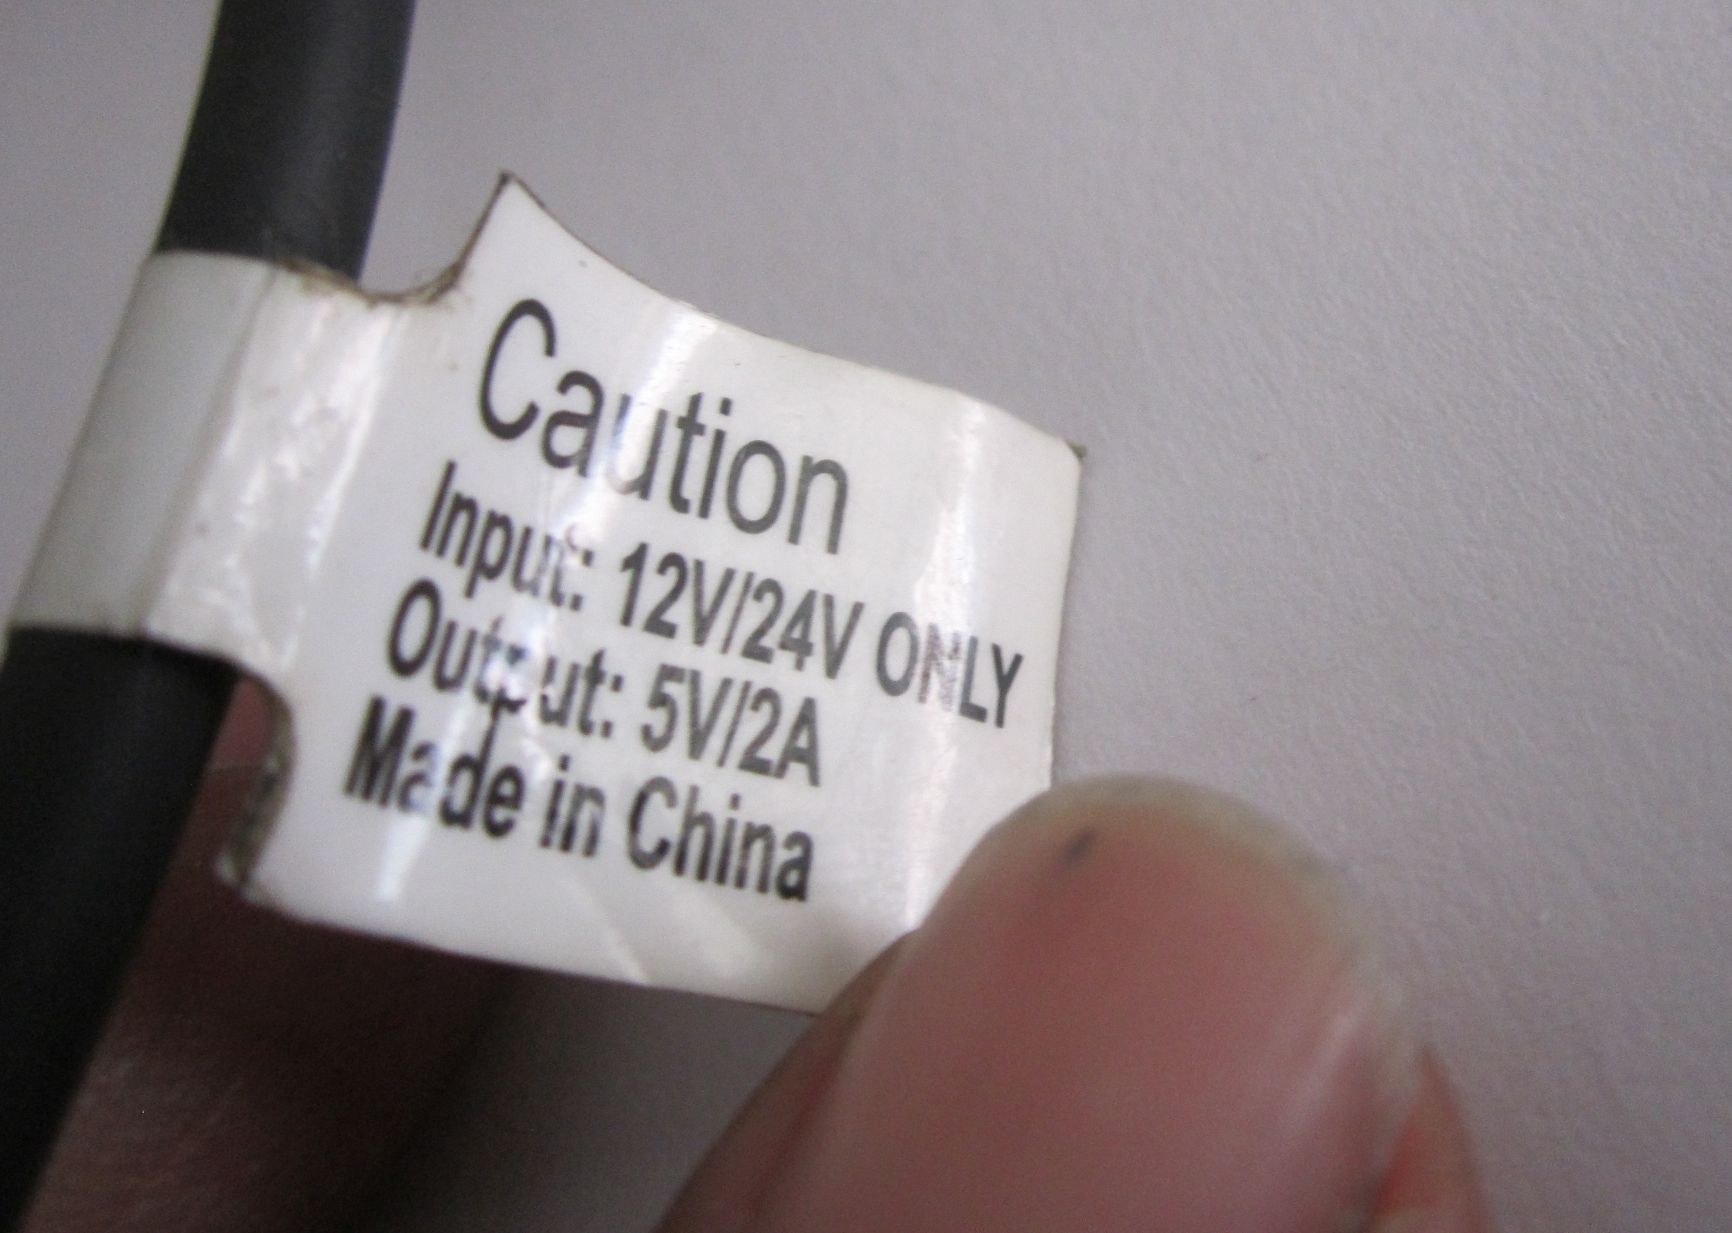 Caution
Input: 12V/24V ONLY
Output: 5V/2A
Made in China